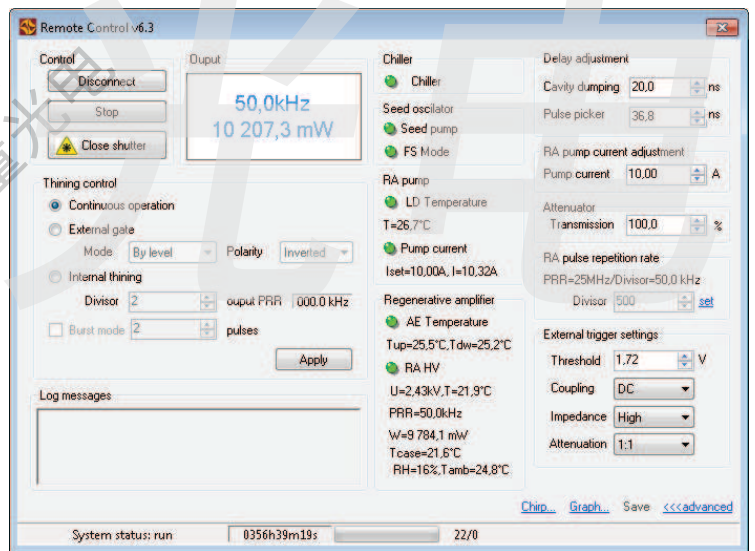 Remote Control v6.3
Control
Disconnect
Stop
Close shutter
Ouput
50,0kHz
10 207,3 mW
Thining control
Continuous operation
External gate
Mode By level Polarity Inverted
Internal thining
Divisor 2 ouput PRR 000.0 kHz
Burst mode 2 pulses
Apply
Log messages
Chiller
Chiller
Seed oscilator
Seed pump
FS Mode
RA pump
LD Temperature
T=26,7°C
Pump current
Iset=10,00A, I=10,32A
Regenerative amplifier
AE Temperature
Tup=25,5°C,Tdw=25,2°C
RA HV
U=2,43kV,T=21,9°C
PRR=50,0kHz
W=9 784,1 mW
Tcase=21,6°C
RH=16%,Tamb=24,8°C
Delay adjustment
Cavity dumping 20,0 ns
Pulse picker 36,8 ns
RA pump current adjustment
Pump current 10,00 A
Attenuator
Transmission 100,0 %
RA pulse repetition rate
PRR=25MHz/Divisor=50,0 kHz
Divisor 500 set
External trigger settings
Threshold 1,72 V
Coupling DC
Impedance High
Attenuation 1:1
Chirp... Graph... Save <<<advanced
System status: run 0356h39m19s 22/0
光电